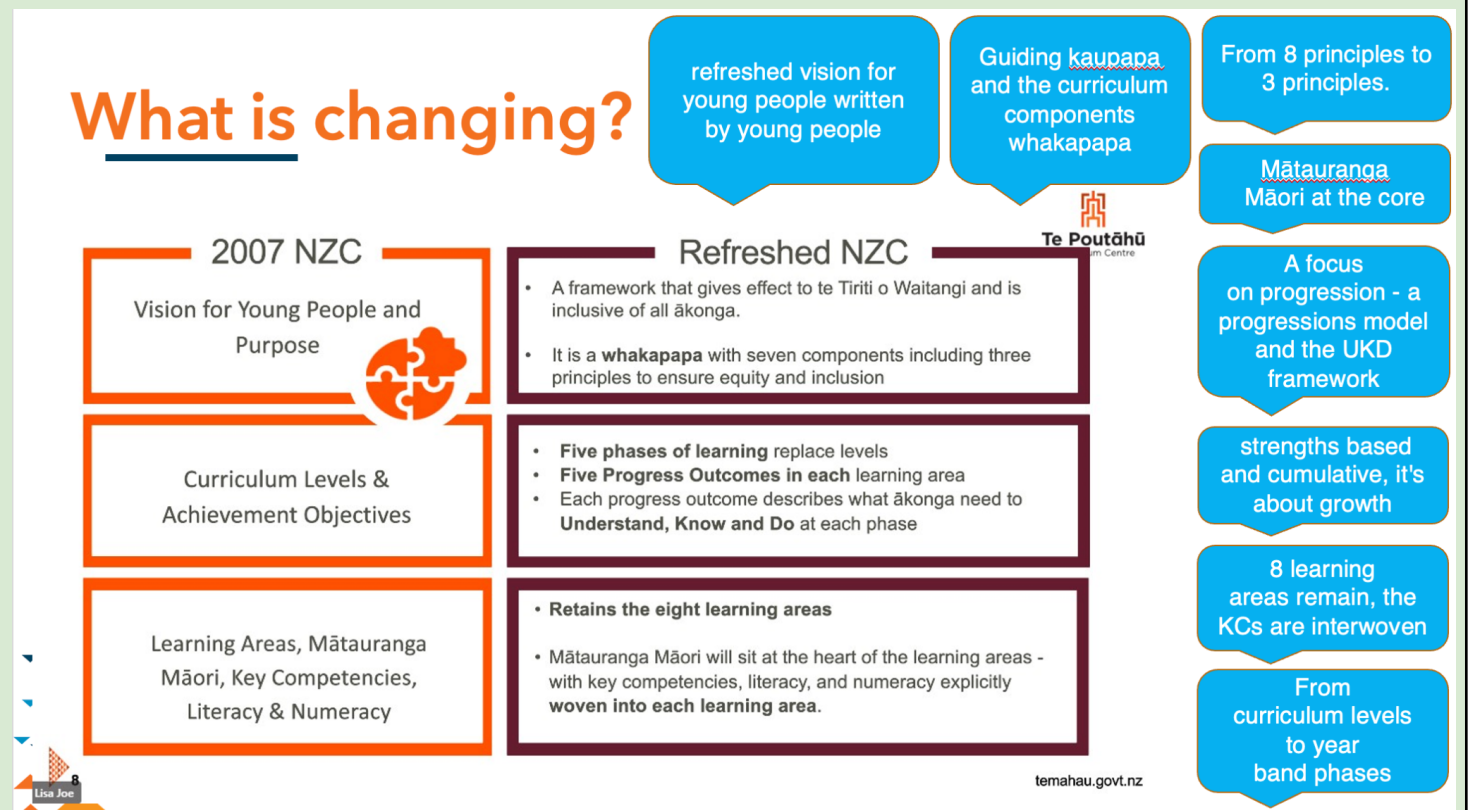 What is changing?
refreshed vision for
young people written
by young people
Guiding kaupapa
and the curriculum
components
whakapapa
From 8 principles to
3 principles.
Mātauranga
Māori at the core
A focus
on progression - a
progressions model
and the UKD
framework
strengths based
and cumulative, it's
about growth
8 learning
areas remain, the
KCs are interwoven
From
curriculum levels
to year
band phases
Te Poutāhū
um Centre
2007 NZC
Vision for Young People and
Purpose
Curriculum Levels &
Achievement Objectives
Learning Areas, Mātauranga
Māori, Key Competencies,
Literacy & Numeracy
Refreshed NZC
• A framework that gives effect to te Tiriti o Waitangi and is
inclusive of all ākonga.
• It is a whakapapa with seven components including three
principles to ensure equity and inclusion
• Five phases of learning replace levels
• Five Progress Outcomes in each learning area
• Each progress outcome describes what ākonga need to
Understand, Know and Do at each phase
• Retains the eight learning areas
• Mātauranga Māori will sit at the heart of the learning areas -
with key competencies, literacy, and numeracy explicitly
woven into each learning area.
8
Lisa Joe
temahau.govt.nz